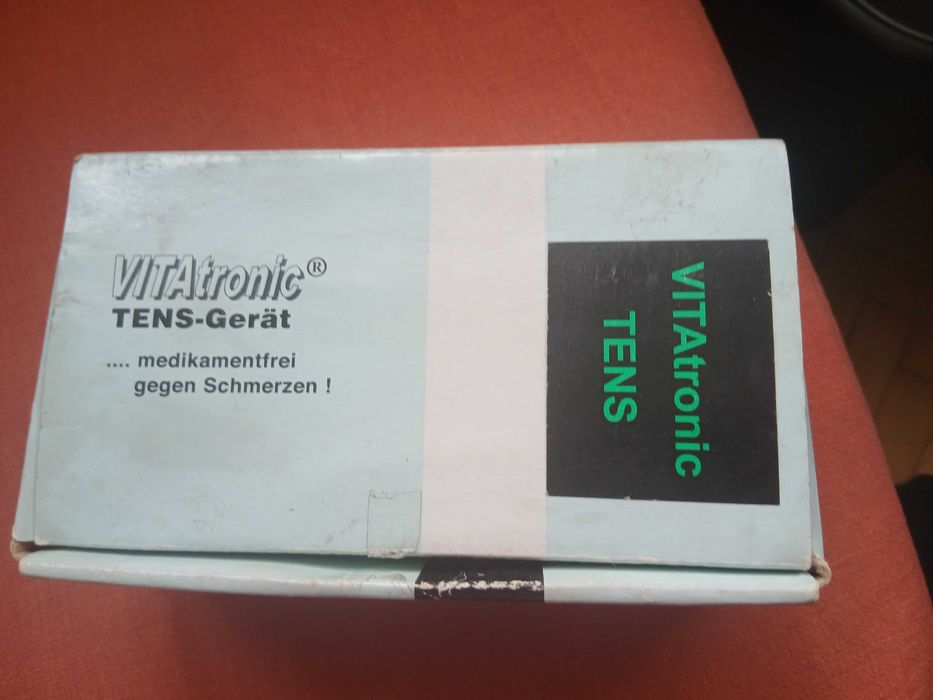 VITAtronic®
TENS-Gerät
.... medikamentfrei
gegen Schmerzen !
VITAtronic
TENS